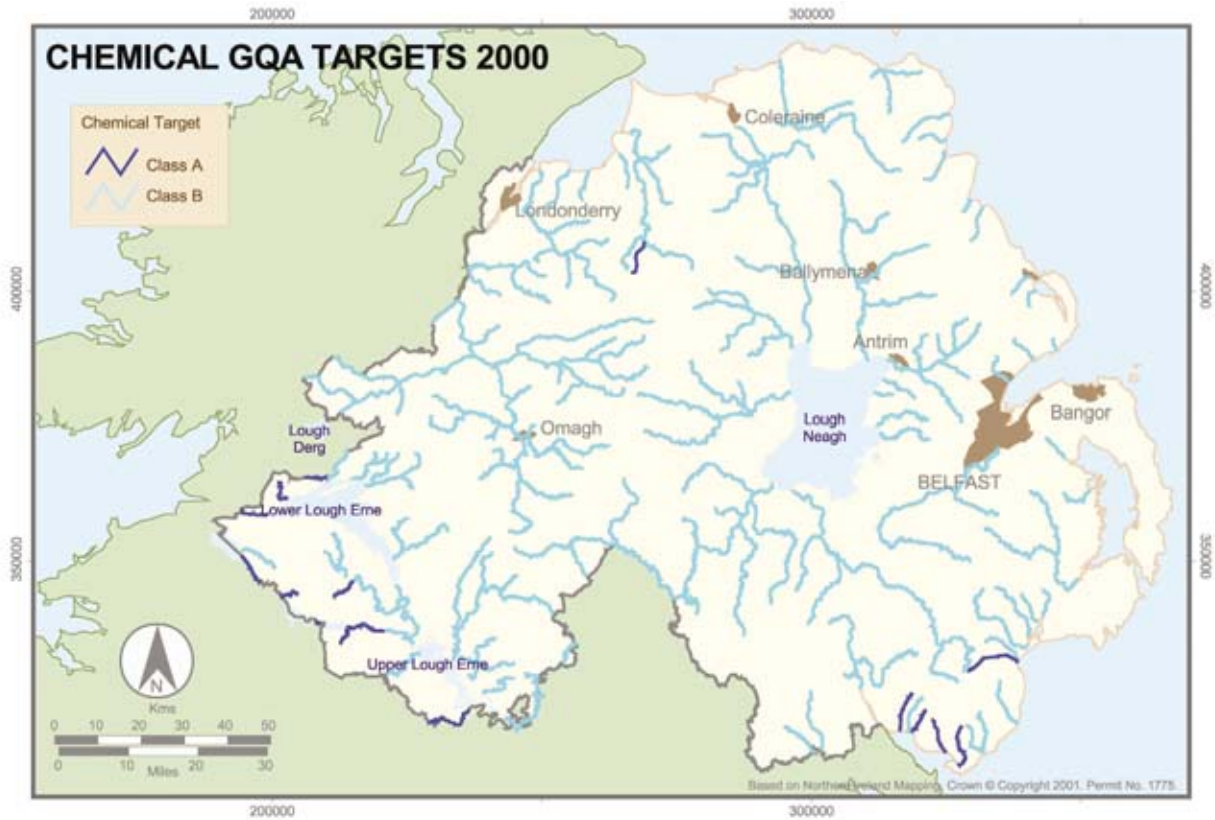 200000
300000
CHEMICAL GQA TARGETS 2000
Chemical Target
Class A
Class B
Coleraine
Londonderry
400000
400000
Ballymena
Antrim
Bangor
Lough
Derg
Omagh
Lough
Neagh
BELFAST
Lower Lough Erne
350000
350000
Upper Lough Erne
N
Kms
0 10 20 30 40 50
0 10 20 30
Miles
Based on Northern Ireland Mapping, Crown © Copyright 2001. Permit No. 1775.
200000
300000